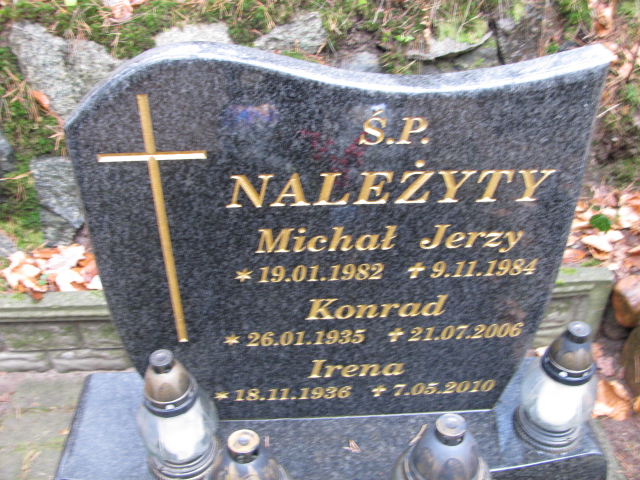 Ś.P.
NALEŻYTY
Michał Jerzy
* 19.01.1982 + 9.11.1984
Konrad
* 26.01.1935 + 21.07.2006
Irena
* 18.11.1936 + 7.05.2010